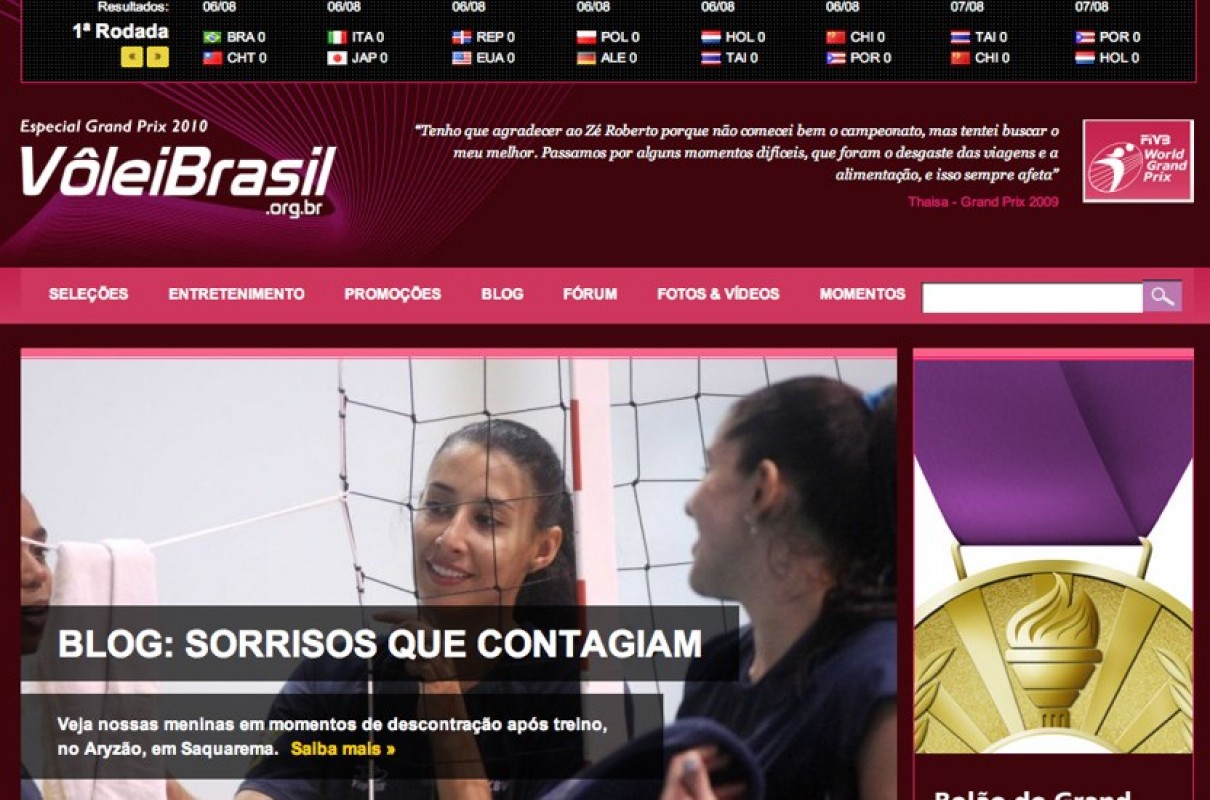 Resultados: 06/08 06/08 06/08 06/08 06/08 06/08 07/08 07/08
1ª Rodada BRA 0 ITA 0 REP 0 POL 0 HOL 0 CHI 0 TAI 0 POR 0
« » CHT 0 JAP 0 EUA 0 ALE 0 TAI 0 POR 0 CHI 0 HOL 0
Especial Grand Prix 2010
VôleiBrasil
.org.br
“Tenho que agradecer ao Zé Roberto porque não comecei bem o campeonato, mas tentei buscar o
meu melhor. Passamos por alguns momentos difíceis, que foram o desgaste das viagens e a
alimentação, e isso sempre afeta”
Thaisa - Grand Prix 2009
FIVB
World
Grand
Prix
SELEÇÕES ENTRETENIMENTO PROMOÇÕES BLOG FÓRUM FOTOS & VÍDEOS MOMENTOS
BLOG: SORRISOS QUE CONTAGIAM
Veja nossas meninas em momentos de descontração após treino,
no Aryzão, em Saquarema. Saiba mais »
Bolão do Grand